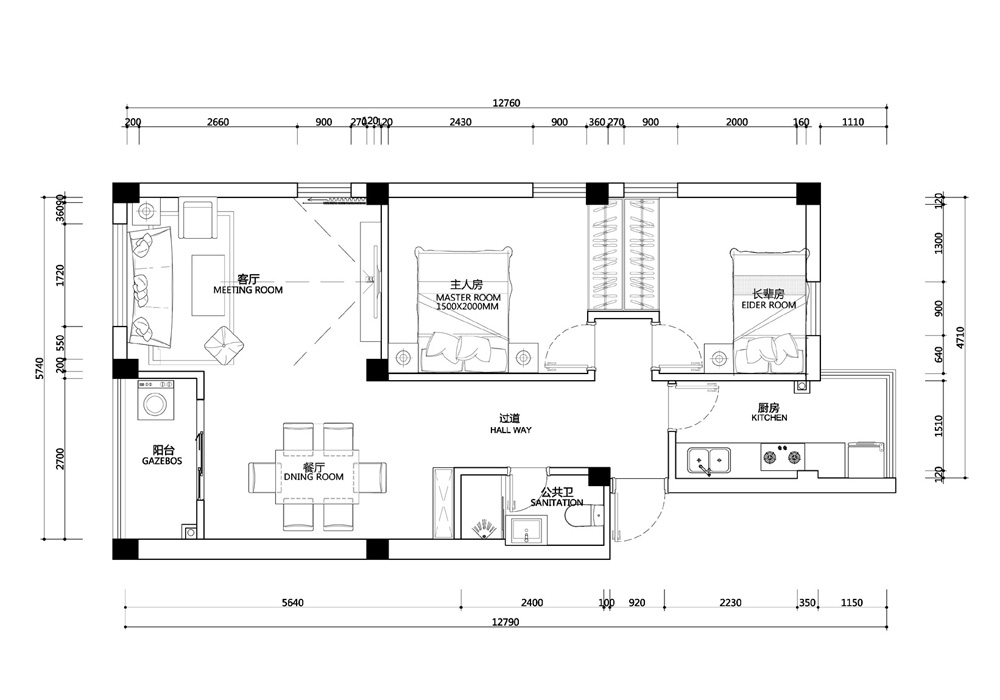 12760
200 2660 900 270 120 120 2430 900 360 270 900 2000 160 1110
360 90
1720
550
200
2700
5740
120
1300
900
640
4710
1510
120
客厅
MEETING ROOM
主人房
MASTER ROOM
1500X2000MM
长辈房
EIDER ROOM
过道
HALL WAY
厨房
KITCHEN
阳台
GAZEBOS
餐厅
DNING ROOM
公共卫
SANITATION
5640 2400 100 920 2230 350 1150
12790